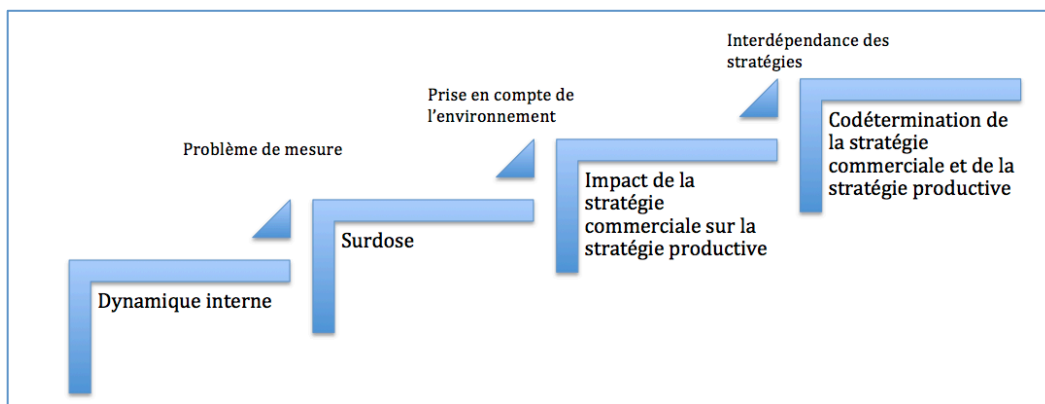 Dynamique interne
Problème de mesure
Surdose
Prise en compte de
l'environnement
Impact de la
stratégie
commerciale sur la
stratégie productive
Interdépendance des
stratégies
Codétermination de
la stratégie
commerciale et de la
stratégie productive